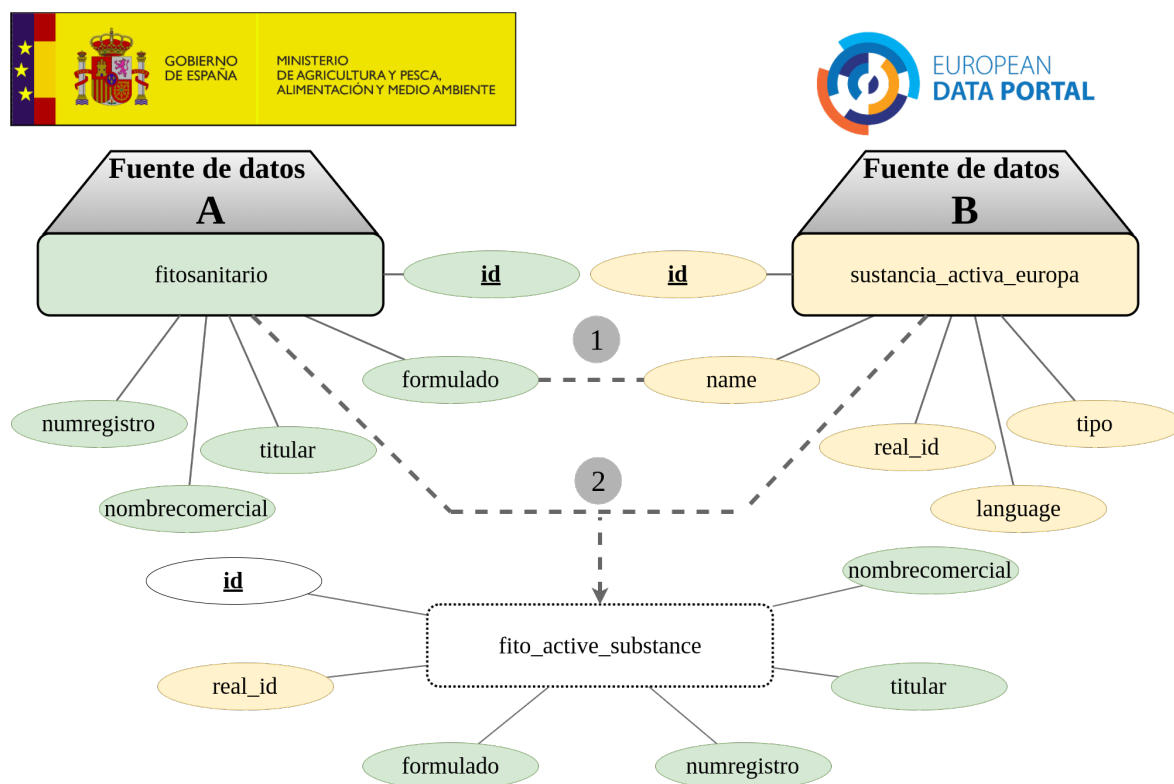 GOBIERNO
DE ESPAÑA
MINISTERIO
DE AGRICULTURA Y PESCA,
ALIMENTACIÓN Y MEDIO AMBIENTE
EUROPEAN
DATA PORTAL
Fuente de datos
A
Fuente de datos
B
fitosanitario
id
id
sustancia_activa_europa
1
formulado
name
numregistro
titular
real_id
tipo
2
nombrecomercial
language
id
nombrecomercial
fito_active_substance
real_id
titular
formulado
numregistro